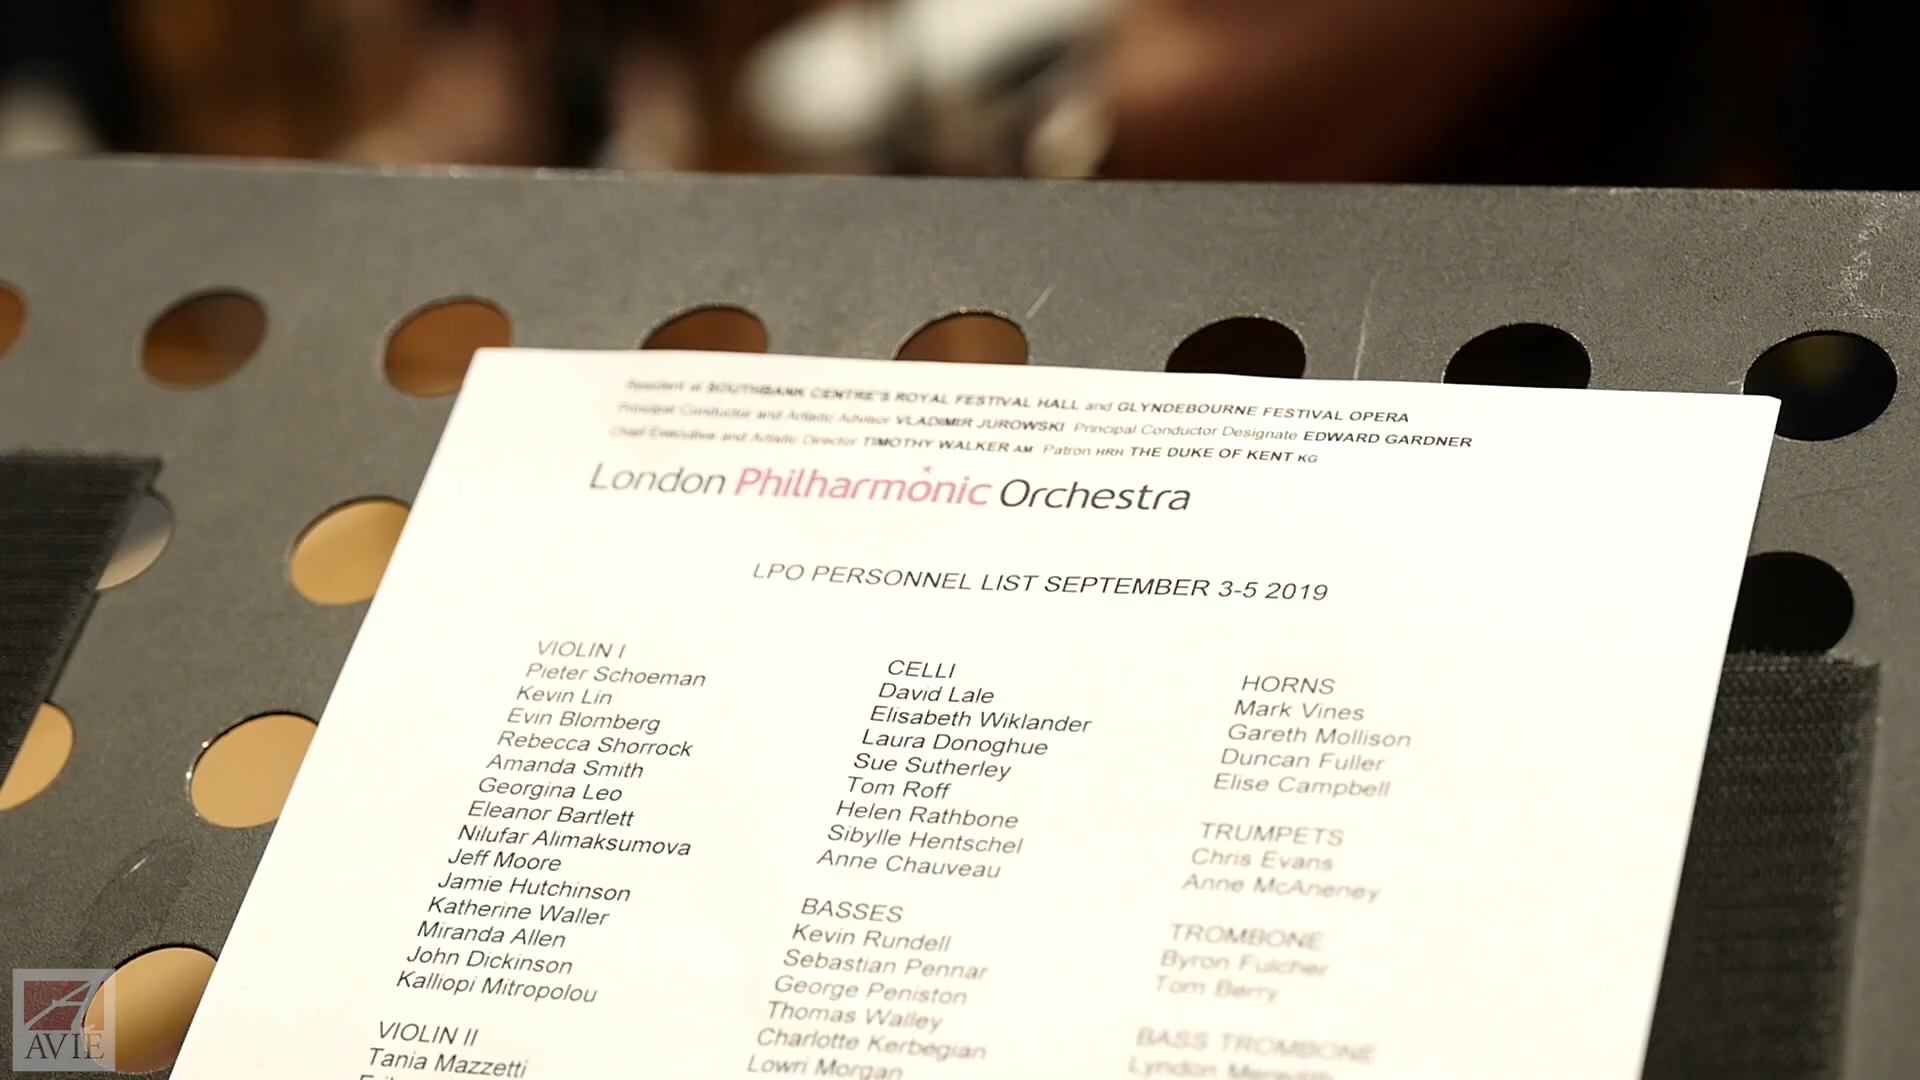 Resident at SOUTHBANK CENTRE'S ROYAL FESTIVAL HALL and GLYNDEBOURNE FESTIVAL OPERA
Principal Conductor and Artistic Advisor VLADIMIR JUROWSKI Principal Conductor Designate EDWARD GARDNER
Chief Executive and Artistic Director TIMOTHY WALKER AM Patron HRH THE DUKE OF KENT KG
London Philharmonic Orchestra
LPO PERSONNEL LIST SEPTEMBER 3-5 2019
VIOLIN I
Pieter Schoeman
Kevin Lin
Evin Blomberg
Rebecca Shorrock
Amanda Smith
Georgina Leo
Eleanor Bartlett
Nilufar Alimaksumova
Jeff Moore
Jamie Hutchinson
Katherine Waller
Miranda Allen
John Dickinson
Kalliopi Mitropolou
VIOLIN II
Tania Mazzetti
CELLI
David Lale
Elisabeth Wiklander
Laura Donoghue
Sue Sutherley
Tom Roff
Helen Rathbone
Sibylle Hentschel
Anne Chauveau
BASSES
Kevin Rundell
Sebastian Pennar
George Peniston
Thomas Walley
Charlotte Kerbegian
Lowri Morgan
HORNS
Mark Vines
Gareth Mollison
Duncan Fuller
Elise Campbell
TRUMPETS
Chris Evans
Anne McAneney
TROMBONE
Byron Fulcher
Tom Berry
BASS TROMBONE
Lyndon Meredith
AVIE